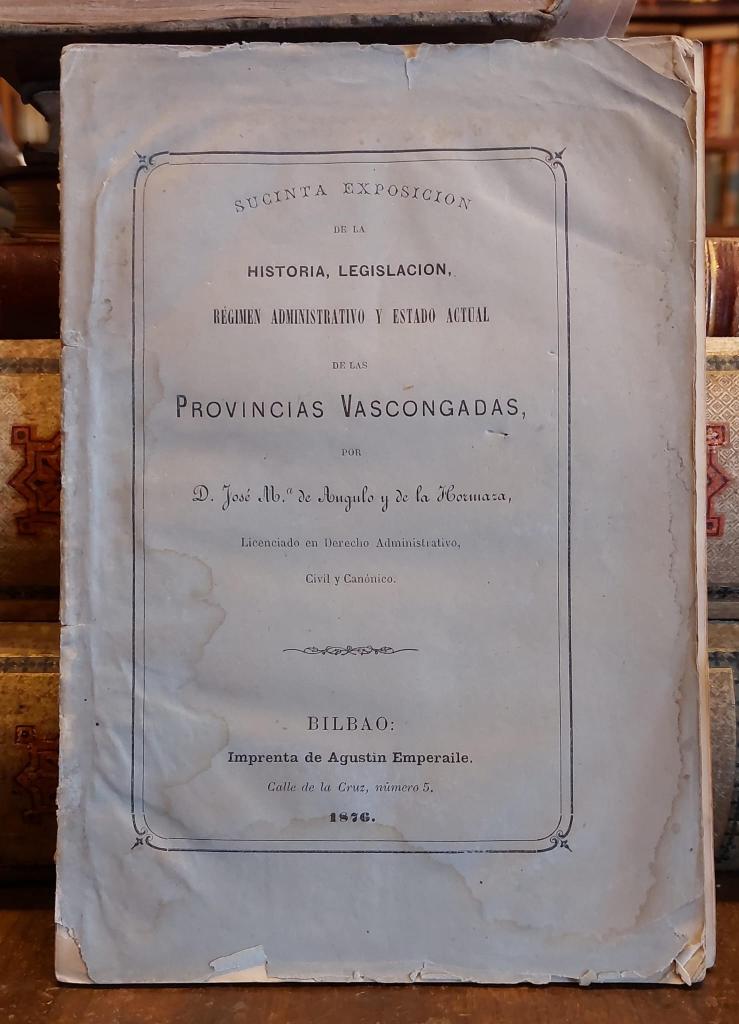 SUCINTA EXPOSICION
DE LA
HISTORIA, LEGISLACION,
RÉGIMEN ADMINISTRATIVO Y ESTADO ACTUAL
DE LAS
PROVINCIAS VASCONGADAS,
POR
D. José M.ª de Angulo y de la Hormaza,
Licenciado en Derecho Administrativo,
Civil y Canónico.
BILBAO:
Imprenta de Agustin Emperaile.
Calle de la Cruz, número 5.
1876.